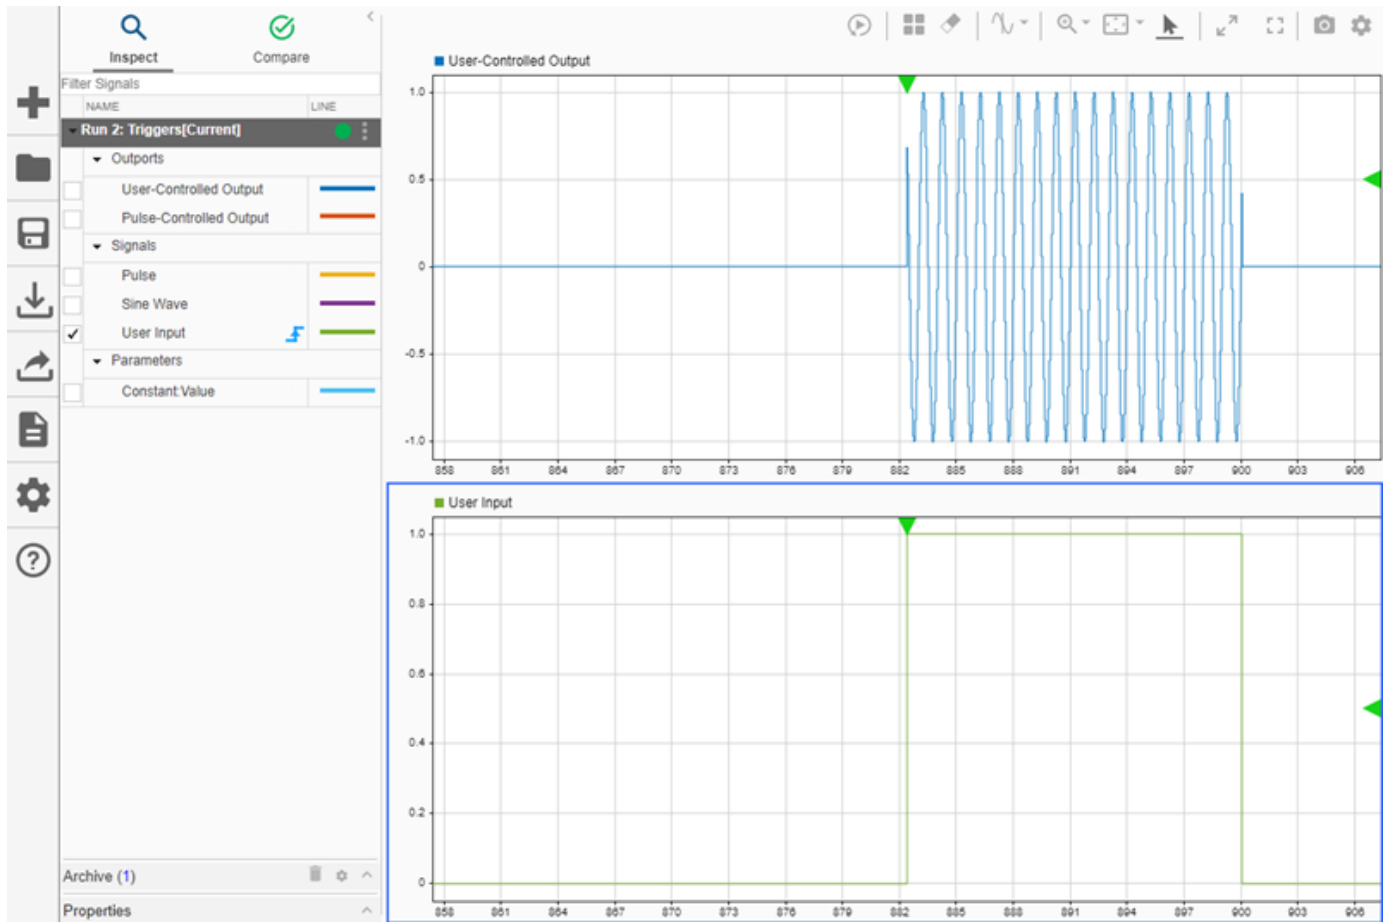 Inspect
Compare
Filter Signals
NAME LINE
Run 2: Triggers[Current]
Outports
User-Controlled Output
Pulse-Controlled Output
Signals
Pulse
Sine Wave
User Input
Parameters
Constant:Value
Archive (1)
Properties
User-Controlled Output
1.0
0.5
0
-0.5
-1.0
858 861 864 867 870 873 876 879 882 885 888 891 894 897 900 903 906
User Input
1.0
0.8
0.6
0.4
0.2
0
858 861 864 867 870 873 876 879 882 885 888 891 894 897 900 903 906